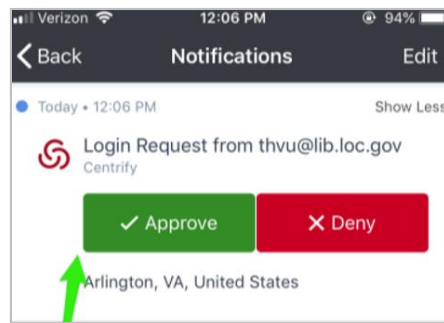 Verizon 12:06 PM 94%
Back Notifications Edit
Today • 12:06 PM Show Less
Login Request from thvu@lib.loc.gov
Centrify
✓ Approve ✕ Deny
Arlington, VA, United States